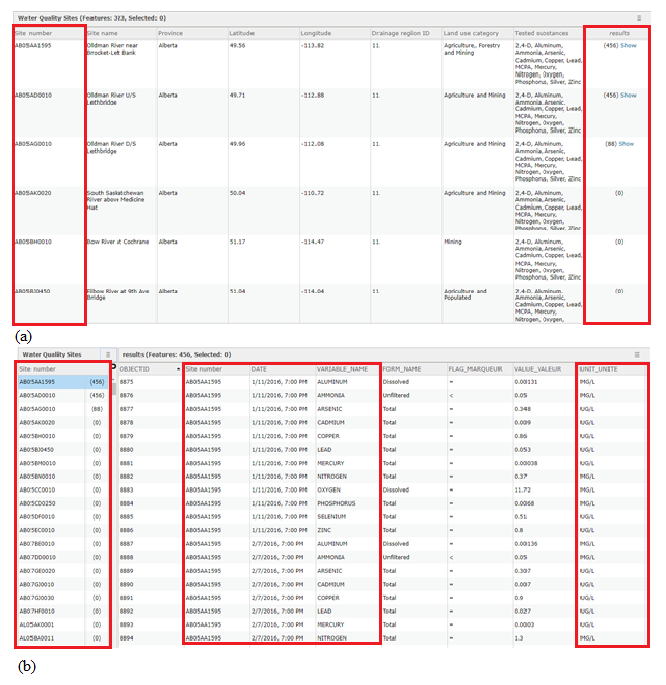 Water Quality Sites (Features: 323, Selected: 0)
Site number Site name Province Latitude Longitude Drainage region ID Land use category Tested sustances results
AB05AA1595 Oldman River near Alberta 49.56 -113.82 11 Agriculture, Forestry 2,4-D, Aluminum, (456) Show
Brocket-Left Bank and Mining Ammonia, Arsenic,
Cadmium, Copper, Lead,
MCPA, Mercury,
Nitrogen, Oxygen,
Phosphorus, Silver, Zinc
AB05AD0010 Oldman River U/S Alberta 49.71 -112.88 11 Agriculture and Mining 2,4-D, Aluminum, (456) Show
Lethbridge Ammonia, Arsenic,
Cadmium, Copper, Lead,
MCPA, Mercury,
Nitrogen, Oxygen,
Phosphorus, Silver, Zinc
AB05AG0010 Oldman River D/S Alberta 49.96 -112.08 11 Agriculture and Mining 2,4-D, Aluminum, (88) Show
Lethbridge Ammonia, Arsenic,
Cadmium, Copper, Lead,
MCPA, Mercury,
Nitrogen, Oxygen,
Phosphorus, Silver, Zinc
AB05AK0020 South Saskatchewan Alberta 50.04 -110.72 11 Agriculture and Mining 2,4-D, Aluminum, (0)
River above Medicine Ammonia, Arsenic,
Hat Cadmium, Copper, Lead,
MCPA, Mercury,
Nitrogen, Oxygen,
Phosphorus, Silver, Zinc
AB05BH0010 Bow River at Cochrane Alberta 51.17 -114.47 11 Mining 2,4-D, Aluminum, (0)
Ammonia, Arsenic,
Cadmium, Copper, Lead,
MCPA, Mercury,
Nitrogen, Oxygen,
Phosphorus, Silver, Zinc
AB05BJ0450 Elbow River at 9th Ave Alberta 51.04 -114.04 11 Agriculture and 2,4-D, Aluminum, (0)
Bridge Populated Ammonia, Arsenic,
Cadmium, Copper, Lead,
MCPA, Mercury,
Nitrogen, Oxygen,
(a)
Water Quality Sites results (Features: 456, Selected: 0)
Site number OBJECTID Site number DATE VARIABLE_NAME FORM_NAME FLAG_MARQUEUR VALUE_VALEUR UNIT_UNITE
AB05AA1595 (456) 8875 AB05AA1595 1/11/2016, 7:00 PM ALUMINUM Dissolved = 0.00131 MG/L
AB05AD0010 (456) 8876 AB05AA1595 1/11/2016, 7:00 PM AMMONIA Unfiltered < 0.05 MG/L
AB05AG0010 (88) 8877 AB05AA1595 1/11/2016, 7:00 PM ARSENIC Total = 0.348 UG/L
AB05AK0020 (0) 8878 AB05AA1595 1/11/2016, 7:00 PM CADMIUM Total = 0.009 UG/L
AB05BH0010 (0) 8879 AB05AA1595 1/11/2016, 7:00 PM COPPER Total = 0.86 UG/L
AB05BJ0450 (0) 8880 AB05AA1595 1/11/2016, 7:00 PM LEAD Total = 0.053 UG/L
AB05BM0010 (0) 8881 AB05AA1595 1/11/2016, 7:00 PM MERCURY Total = 0.00038 UG/L
AB05BN0010 (0) 8882 AB05AA1595 1/11/2016, 7:00 PM NITROGEN Total = 0.37 MG/L
AB05CC0010 (0) 8883 AB05AA1595 1/11/2016, 7:00 PM OXYGEN Dissolved = 11.72 MG/L
AB05CD0250 (0) 8884 AB05AA1595 1/11/2016, 7:00 PM PHOSPHORUS Total = 0.0068 MG/L
AB05DF0010 (0) 8885 AB05AA1595 1/11/2016, 7:00 PM SELENIUM Total = 0.51 UG/L
AB05EC0010 (0) 8886 AB05AA1595 1/11/2016, 7:00 PM ZINC Total = 0.8 UG/L
AB07BE0010 (0) 8887 AB05AA1595 2/7/2016, 7:00 PM ALUMINUM Dissolved = 0.00136 MG/L
AB07DD0010 (0) 8888 AB05AA1595 2/7/2016, 7:00 PM AMMONIA Unfiltered < 0.05 MG/L
AB07GE0020 (0) 8889 AB05AA1595 2/7/2016, 7:00 PM ARSENIC Total = 0.307 UG/L
AB07GJ0010 (0) 8890 AB05AA1595 2/7/2016, 7:00 PM CADMIUM Total = 0.007 UG/L
AB07GJ0030 (0) 8891 AB05AA1595 2/7/2016, 7:00 PM COPPER Total = 0.9 UG/L
AB07HF0010 (0) 8892 AB05AA1595 2/7/2016, 7:00 PM LEAD Total = 0.027 UG/L
AL05AK0001 (0) 8893 AB05AA1595 2/7/2016, 7:00 PM MERCURY Total = 0.0003 UG/L
AL05BA0011 (0) 8894 AB05AA1595 2/7/2016, 7:00 PM NITROGEN Total = 1.3 MG/L
(b)